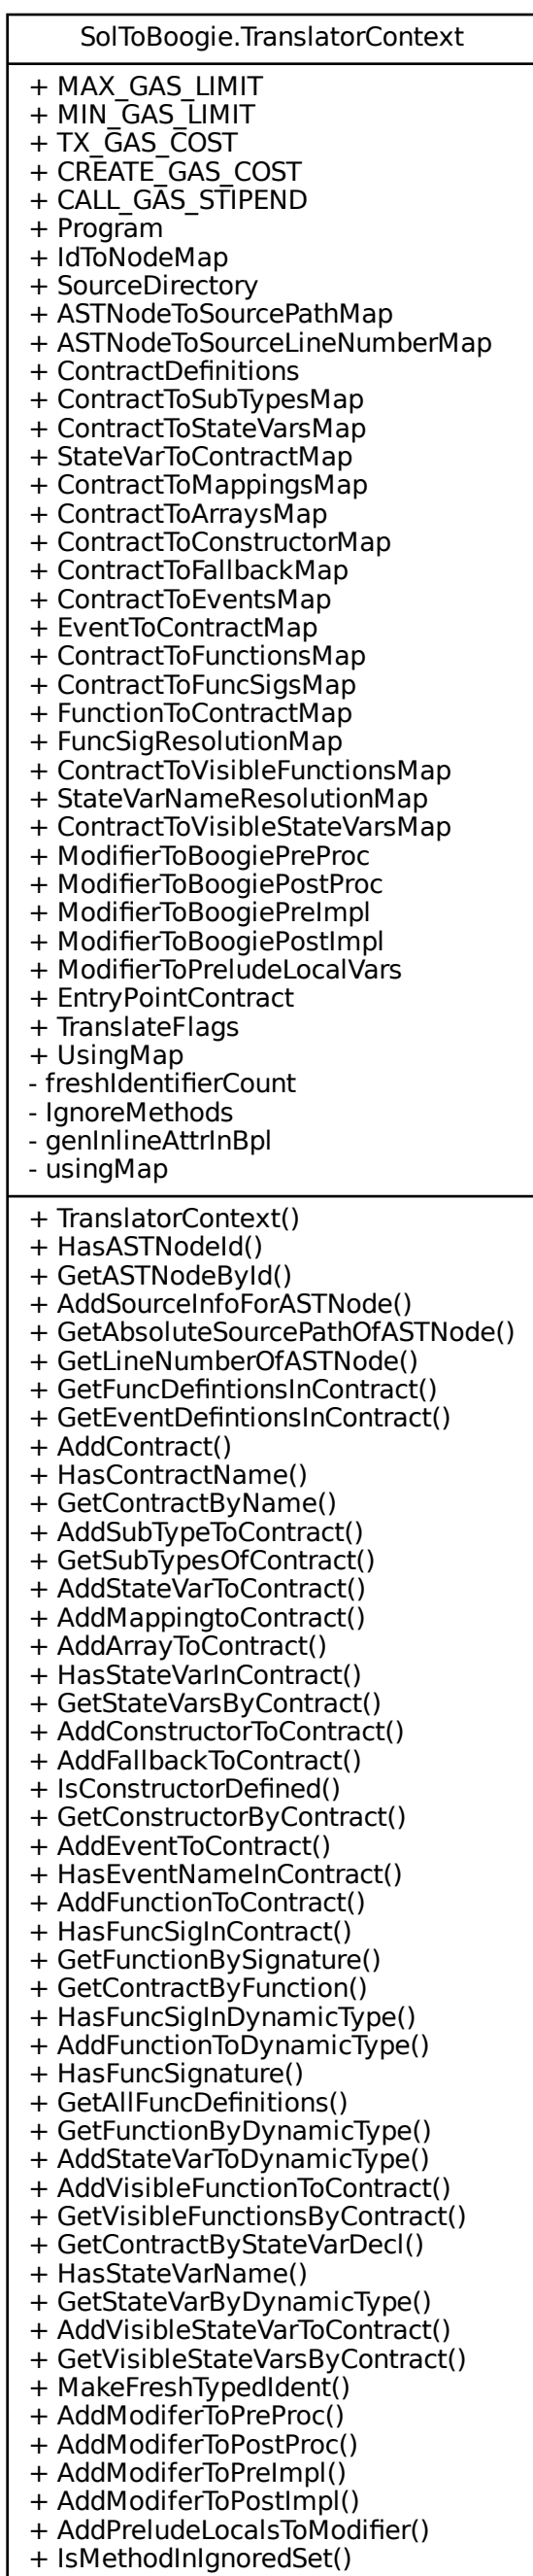 SolToBoogie.TranslatorContext
+ MAX_GAS_LIMIT
+ MIN_GAS_LIMIT
+ TX_GAS_COST
+ CREATE_GAS_COST
+ CALL_GAS_STIPEND
+ Program
+ IdToNodeMap
+ SourceDirectory
+ ASTNodeToSourcePathMap
+ ASTNodeToSourceLineNumberMap
+ ContractDefinitions
+ ContractToSubTypesMap
+ ContractToStateVarsMap
+ StateVarToContractMap
+ ContractToMappingsMap
+ ContractToArraysMap
+ ContractToConstructorMap
+ ContractToFallbackMap
+ ContractToEventsMap
+ EventToContractMap
+ ContractToFunctionsMap
+ ContractToFuncSigsMap
+ FunctionToContractMap
+ FuncSigResolutionMap
+ ContractToVisibleFunctionsMap
+ StateVarNameResolutionMap
+ ContractToVisibleStateVarsMap
+ ModifierToBoogiePreProc
+ ModifierToBoogiePostProc
+ ModifierToBoogiePreImpl
+ ModifierToBoogiePostImpl
+ ModifierToPreludeLocalVars
+ EntryPointContract
+ TranslateFlags
+ UsingMap
- freshIdentifierCount
- IgnoreMethods
- genInlineAttrInBpl
- usingMap
+ TranslatorContext()
+ HasASTNodeId()
+ GetASTNodeById()
+ AddSourceInfoForASTNode()
+ GetAbsoluteSourcePathOfASTNode()
+ GetLineNumberOfASTNode()
+ GetFuncDefintionsInContract()
+ GetEventDefintionsInContract()
+ AddContract()
+ HasContractName()
+ GetContractByName()
+ AddSubTypeToContract()
+ GetSubTypesOfContract()
+ AddStateVarToContract()
+ AddMappingtoContract()
+ AddArrayToContract()
+ HasStateVarInContract()
+ GetStateVarsByContract()
+ AddConstructorToContract()
+ AddFallbackToContract()
+ IsConstructorDefined()
+ GetConstructorByContract()
+ AddEventToContract()
+ HasEventNameInContract()
+ AddFunctionToContract()
+ HasFuncSigInContract()
+ GetFunctionBySignature()
+ GetContractByFunction()
+ HasFuncSigInDynamicType()
+ AddFunctionToDynamicType()
+ HasFuncSignature()
+ GetAllFuncDefinitions()
+ GetFunctionByDynamicType()
+ AddStateVarToDynamicType()
+ AddVisibleFunctionToContract()
+ GetVisibleFunctionsByContract()
+ GetContractByStateVarDecl()
+ HasStateVarName()
+ GetStateVarByDynamicType()
+ AddVisibleStateVarToContract()
+ GetVisibleStateVarsByContract()
+ MakeFreshTypedIdent()
+ AddModiferToPreProc()
+ AddModiferToPostProc()
+ AddModiferToPreImpl()
+ AddModiferToPostImpl()
+ AddPreludeLocalsToModifier()
+ IsMethodInIgnoredSet()